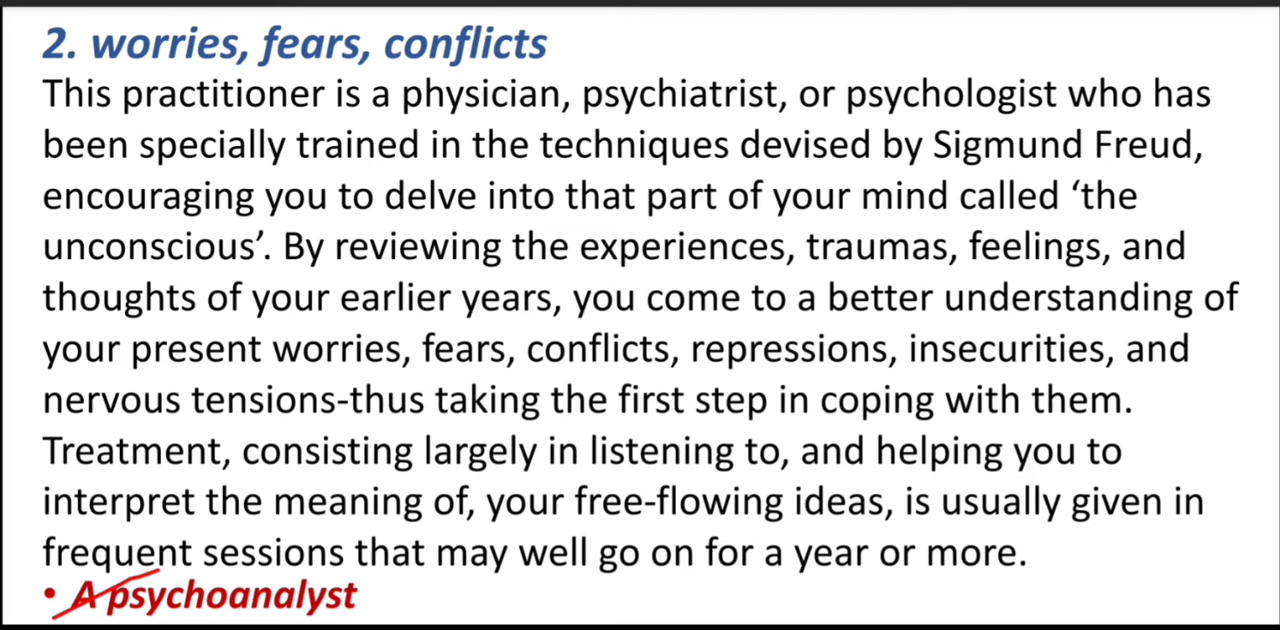 2. worries, fears, conflicts
This practitioner is a physician, psychiatrist, or psychologist who has
been specially trained in the techniques devised by Sigmund Freud,
encouraging you to delve into that part of your mind called ‘the
unconscious’. By reviewing the experiences, traumas, feelings, and
thoughts of your earlier years, you come to a better understanding of
your present worries, fears, conflicts, repressions, insecurities, and
nervous tensions-thus taking the first step in coping with them.
Treatment, consisting largely in listening to, and helping you to
interpret the meaning of, your free-flowing ideas, is usually given in
frequent sessions that may well go on for a year or more.
• A psychoanalyst